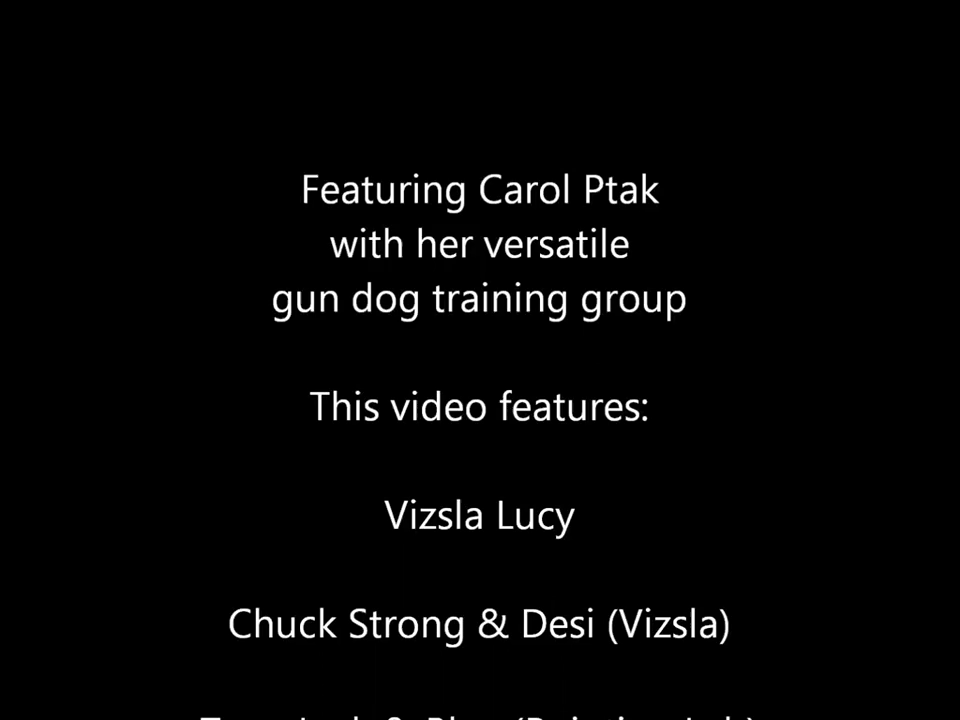 Featuring Carol Ptak
with her versatile
gun dog training group
This video features:
Vizsla Lucy
Chuck Strong & Desi (Vizsla)